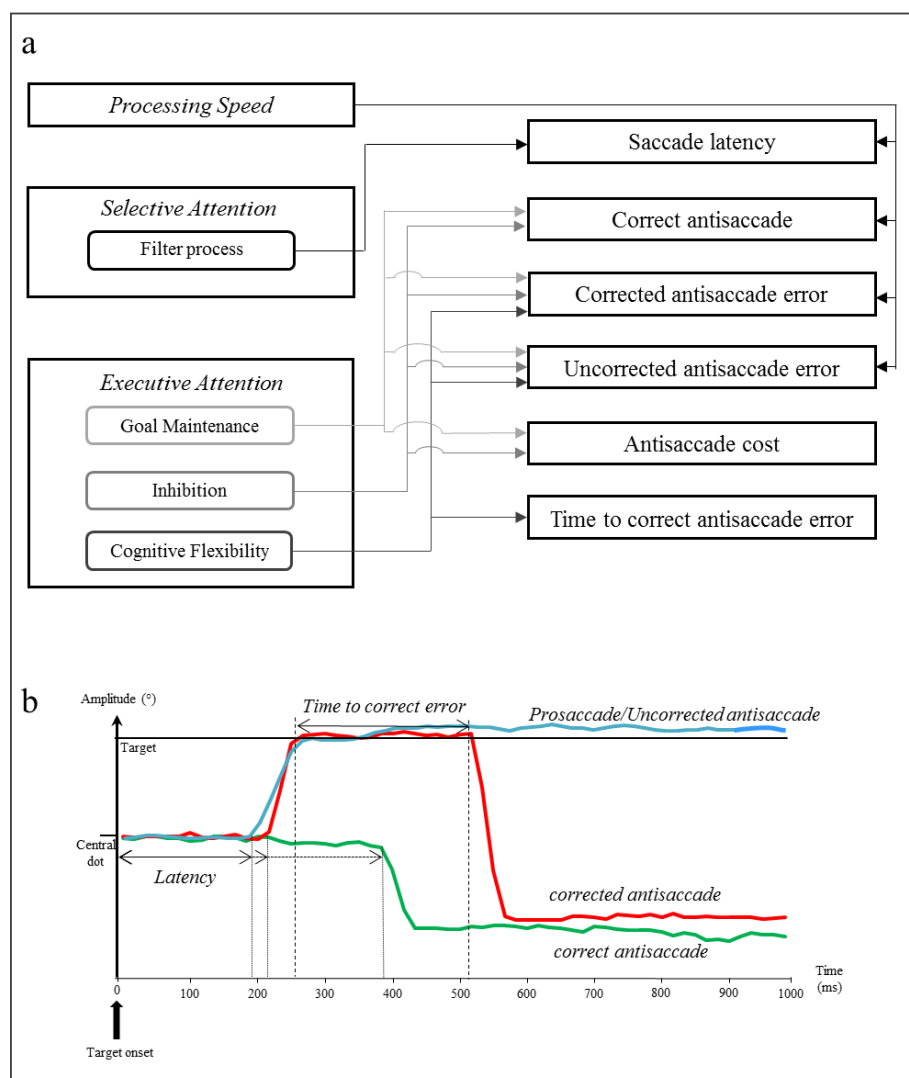 a
Processing Speed
Saccade latency
Selective Attention
Filter process
Correct antisaccade
Corrected antisaccade error
Executive Attention
Uncorrected antisaccade error
Goal Maintenance
Antisaccade cost
Inhibition
Time to correct antisaccade error
Cognitive Flexibility
b
Amplitude (°)
Time to correct error
Prosaccade/Uncorrected antisaccade
Target
Central
dot
Latency
corrected antisaccade
correct antisaccade
Time
(ms)
0 100 200 300 400 500 600 700 800 900 1000
Target onset